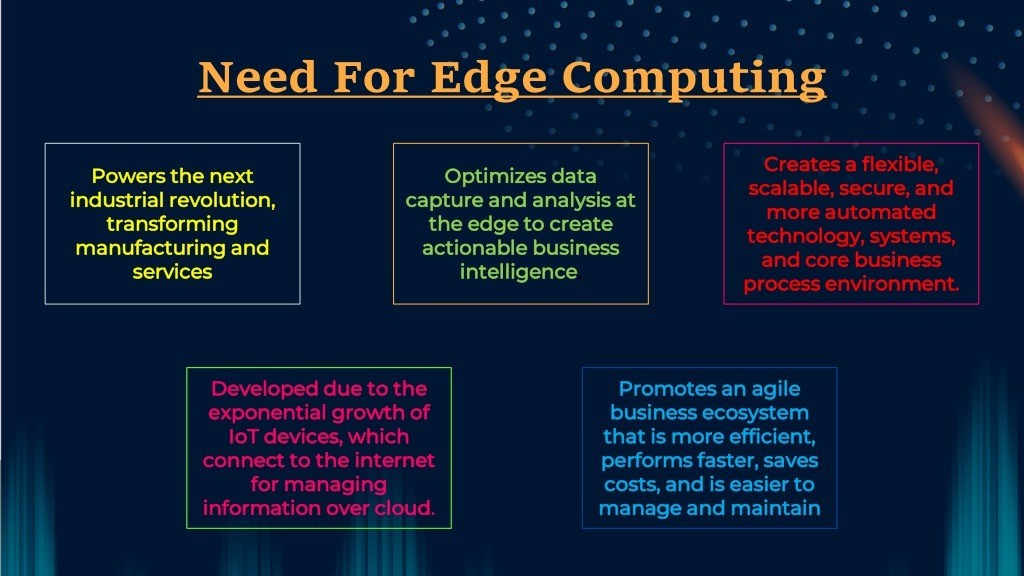 Need For Edge Computing
Powers the next
industrial revolution,
transforming
manufacturing and
services
Optimizes data
capture and analysis at
the edge to create
actionable business
intelligence
Creates a flexible,
scalable, secure, and
more automated
technology, systems,
and core business
process environment.
Developed due to the
exponential growth of
IoT devices, which
connect to the internet
for managing
information over cloud.
Promotes an agile
business ecosystem
that is more efficient,
performs faster, saves
costs, and is easier to
manage and maintain